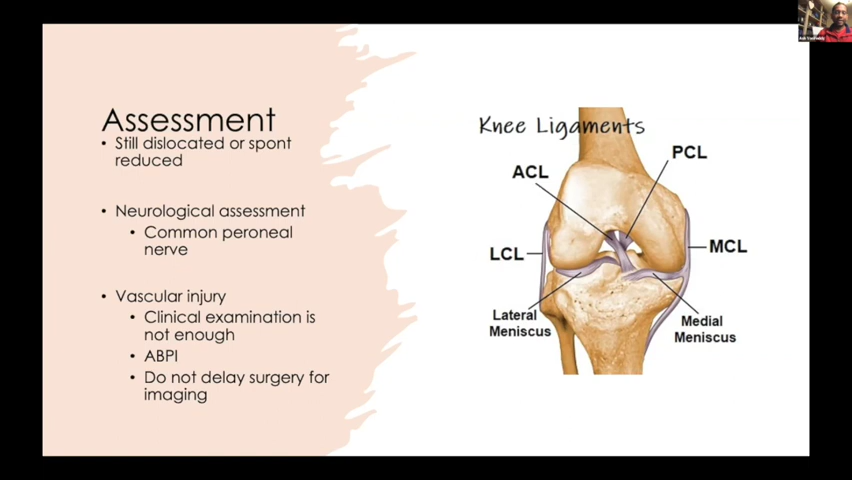 Assessment
• Still dislocated or spont
reduced
• Neurological assessment
• Common peroneal
nerve
• Vascular injury
• Clinical examination is
not enough
• ABPI
• Do not delay surgery for
imaging
Knee Ligaments
PCL
ACL
LCL
MCL
Lateral
Meniscus
Medial
Meniscus